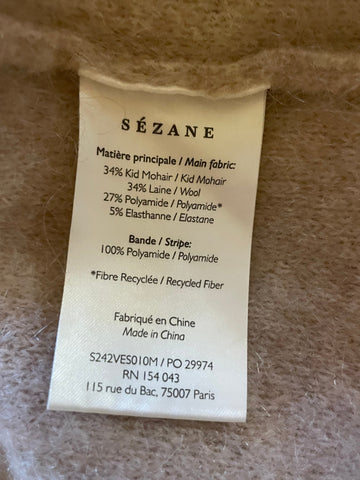 SÉZANE
Matière principale / Main fabric:
34% Kid Mohair / Kid Mohair
34% Laine / Wool
27% Polyamide / Polyamide*
5% Elasthanne / Elastane
Bande / Stripe:
100% Polyamide / Polyamide
*Fibre Recyclée / Recycled Fiber
Fabriqué en Chine
Made in China
S242VES010M / PO 29974
RN 154 043
115 rue du Bac, 75007 Paris